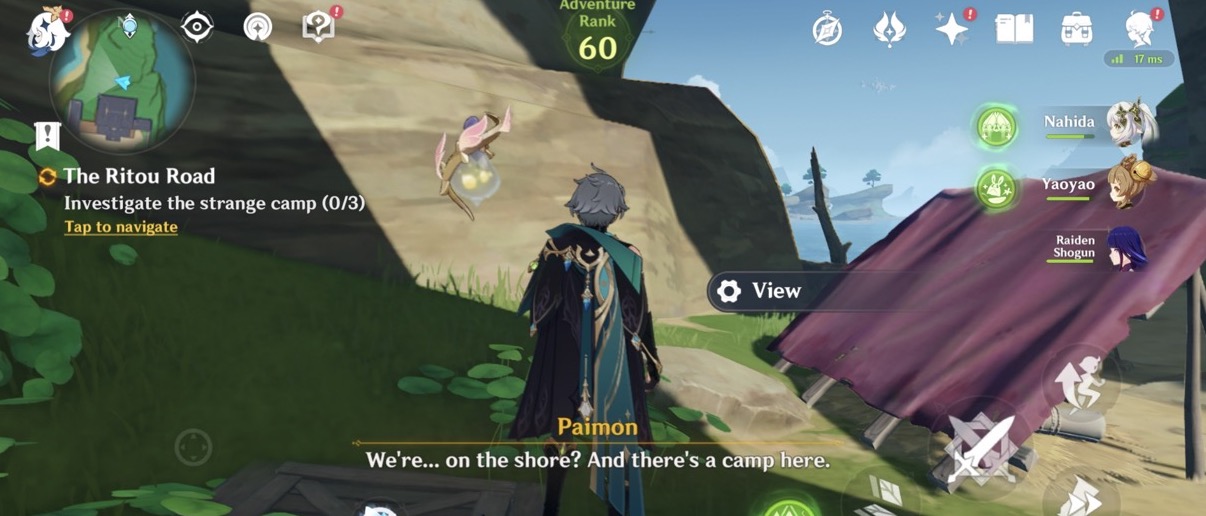 Adventure
Rank
60
17 ms
Nahida
The Ritou Road
Investigate the strange camp (0/3)
Tap to navigate
Yaoyao
Raiden
Shogun
View
Paimon
We're... on the shore? And there's a camp here.